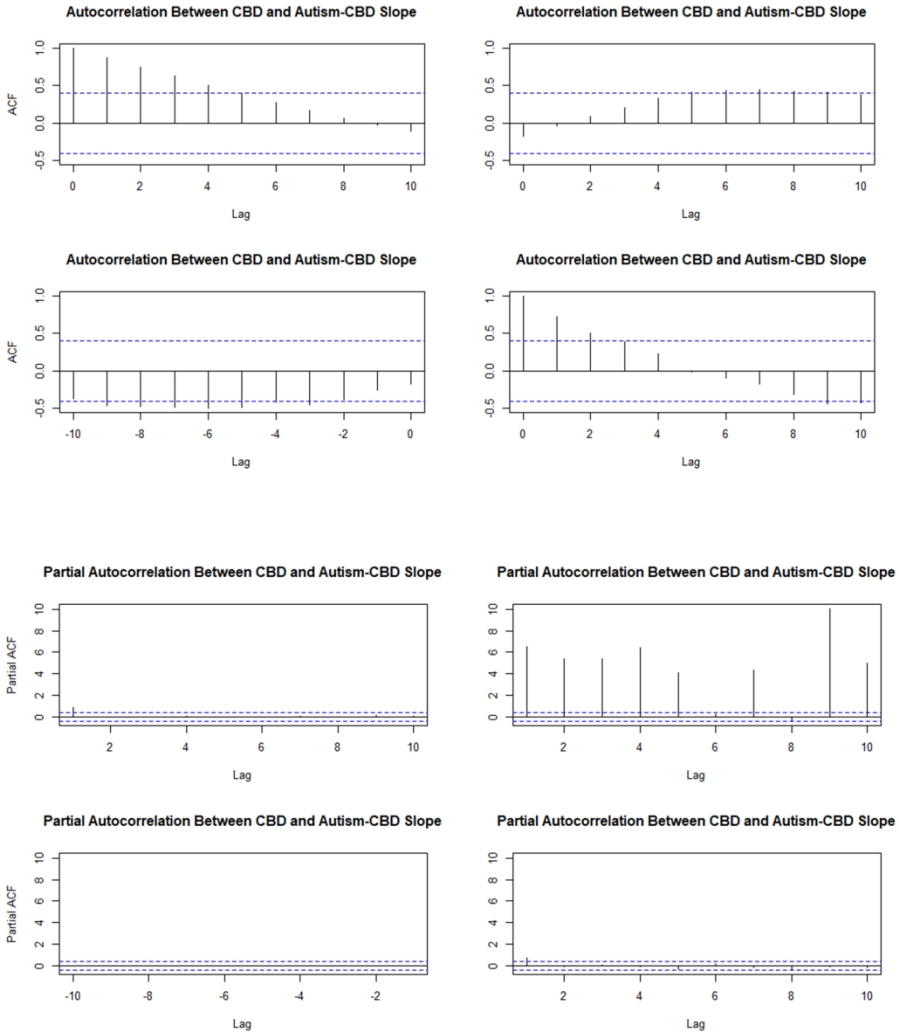 Autocorrelation Between CBD and Autism-CBD Slope
Autocorrelation Between CBD and Autism-CBD Slope
ACF
1.0
0.5
0.0
-0.5
0 2 4 6 8 10
Lag
1.0
0.5
0.0
-0.5
0 2 4 6 8 10
Lag
Autocorrelation Between CBD and Autism-CBD Slope
Autocorrelation Between CBD and Autism-CBD Slope
ACF
1.0
0.5
0.0
-0.5
-10 -8 -6 -4 -2 0
Lag
1.0
0.5
0.0
-0.5
0 2 4 6 8 10
Lag
Partial Autocorrelation Between CBD and Autism-CBD Slope
Partial Autocorrelation Between CBD and Autism-CBD Slope
Partial ACF
10
8
6
4
2
0
2 4 6 8 10
Lag
10
8
6
4
2
0
2 4 6 8 10
Lag
Partial Autocorrelation Between CBD and Autism-CBD Slope
Partial Autocorrelation Between CBD and Autism-CBD Slope
Partial ACF
10
8
6
4
2
0
-10 -8 -6 -4 -2
Lag
10
8
6
4
2
0
2 4 6 8 10
Lag